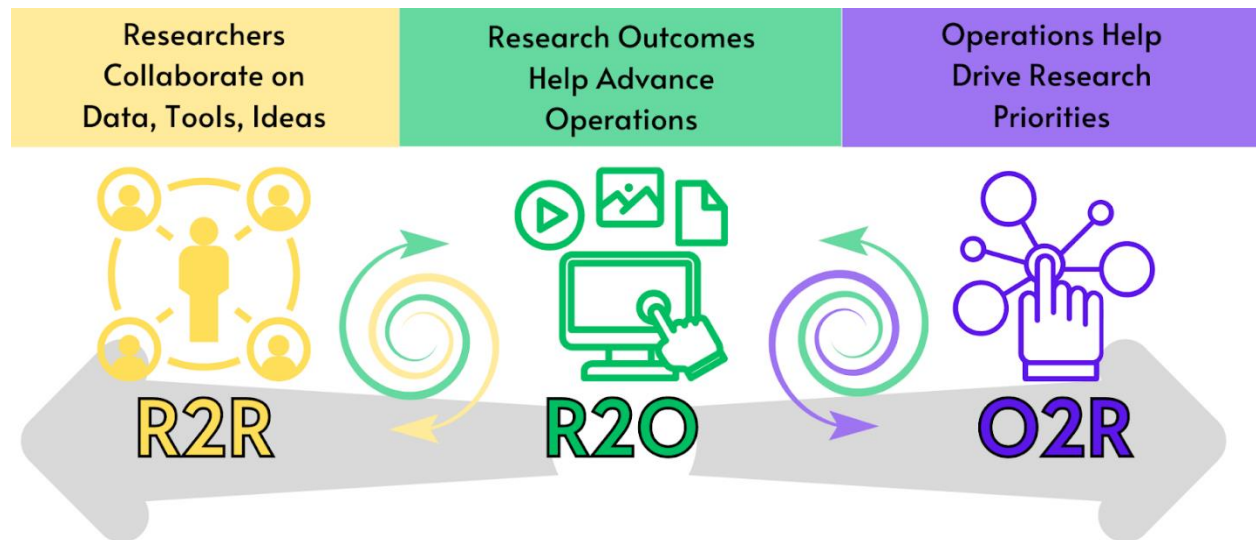 Researchers
Collaborate on
Data, Tools, Ideas
Research Outcomes
Help Advance
Operations
Operations Help
Drive Research
Priorities
R2R
R2O
O2R